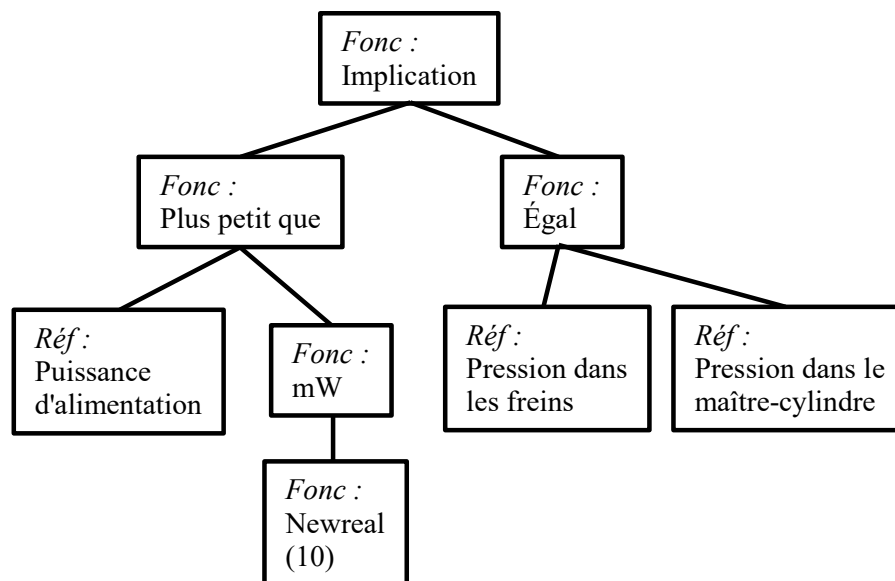 Fonc :
Implication
Fonc :
Plus petit que
Fonc :
Égal
Réf :
Puissance
d'alimentation
Fonc :
mW
Réf :
Pression dans
les freins
Réf :
Pression dans le
maître-cylindre
Fonc :
Newreal
(10)